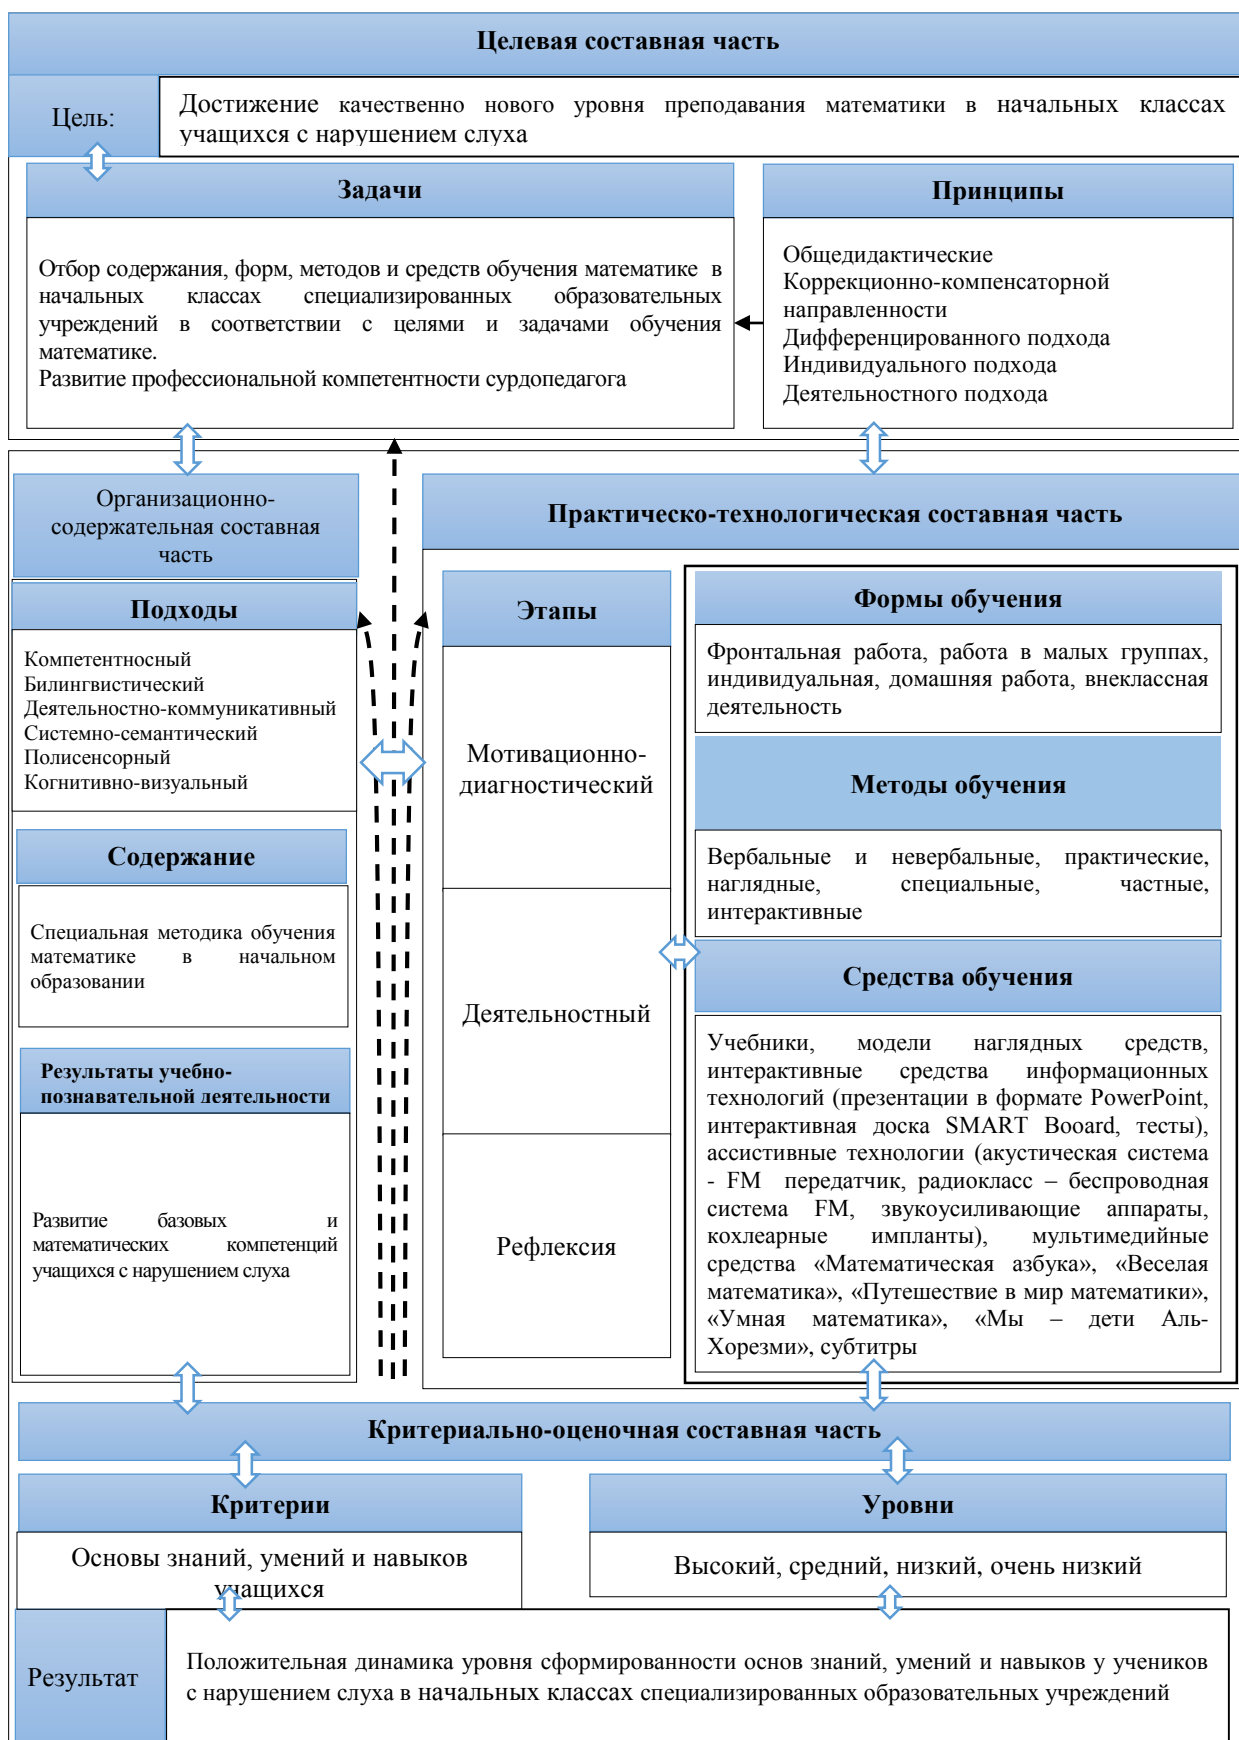 Целевая составная часть
Цель:
Достижение качественно нового уровня преподавания математики в начальных классах
учащихся с нарушением слуха
Задачи
Отбор содержания, форм, методов и средств обучения математике в
начальных классах специализированных образовательных
учреждений в соответствии с целями и задачами обучения
математике.
Развитие профессиональной компетентности сурдопедагога
Принципы
Общедидактические
Коррекционно-компенсаторной
направленности
Дифференцированного подхода
Индивидуального подхода
Деятельностного подхода
Организационно-
содержательная составная
часть
Подходы
Компетентносный
Билингвистический
Деятельностно-коммуникативный
Системно-семантический
Полисенсорный
Когнитивно-визуальный
Содержание
Специальная методика обучения
математике в начальном
образовании
Результаты учебно-
познавательной деятельности
Развитие базовых и
математических компетенций
учащихся с нарушением слуха
Практическо-технологическая составная часть
Этапы
Мотивационно-
диагностический
Деятельностный
Рефлексия
Формы обучения
Фронтальная работа, работа в малых группах,
индивидуальная, домашняя работа, внеклассная
деятельность
Методы обучения
Вербальные и невербальные, практические,
наглядные, специальные, частные,
интерактивные
Средства обучения
Учебники, модели наглядных средств,
интерактивные средства информационных
технологий (презентации в формате PowerPoint,
интерактивная доска SMART Booard, тесты),
ассистивные технологии (акустическая система
- FM передатчик, радиокласс – беспроводная
система FM, звукоусиливающие аппараты,
кохлеарные импланты), мультимедийные
средства «Математическая азбука», «Веселая
математика», «Путешествие в мир математики»,
«Умная математика», «Мы – дети Аль-
Хорезми», субтитры
Критериально-оценочная составная часть
Критерии
Основы знаний, умений и навыков
учащихся
Уровни
Высокий, средний, низкий, очень низкий
Результат
Положительная динамика уровня сформированности основ знаний, умений и навыков у учеников
с нарушением слуха в начальных классах специализированных образовательных учреждений